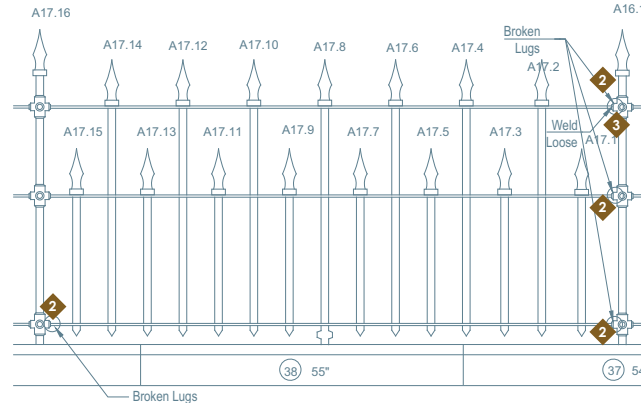 A17.16
A16.1
Broken
Lugs
A17.14
A17.12
A17.10
A17.8
A17.6
A17.4
A17.2
2
3
Weld
Loose
A17.1
A17.15
A17.13
A17.11
A17.9
A17.7
A17.5
A17.3
2
2
2
38 55"
37 54
Broken Lugs